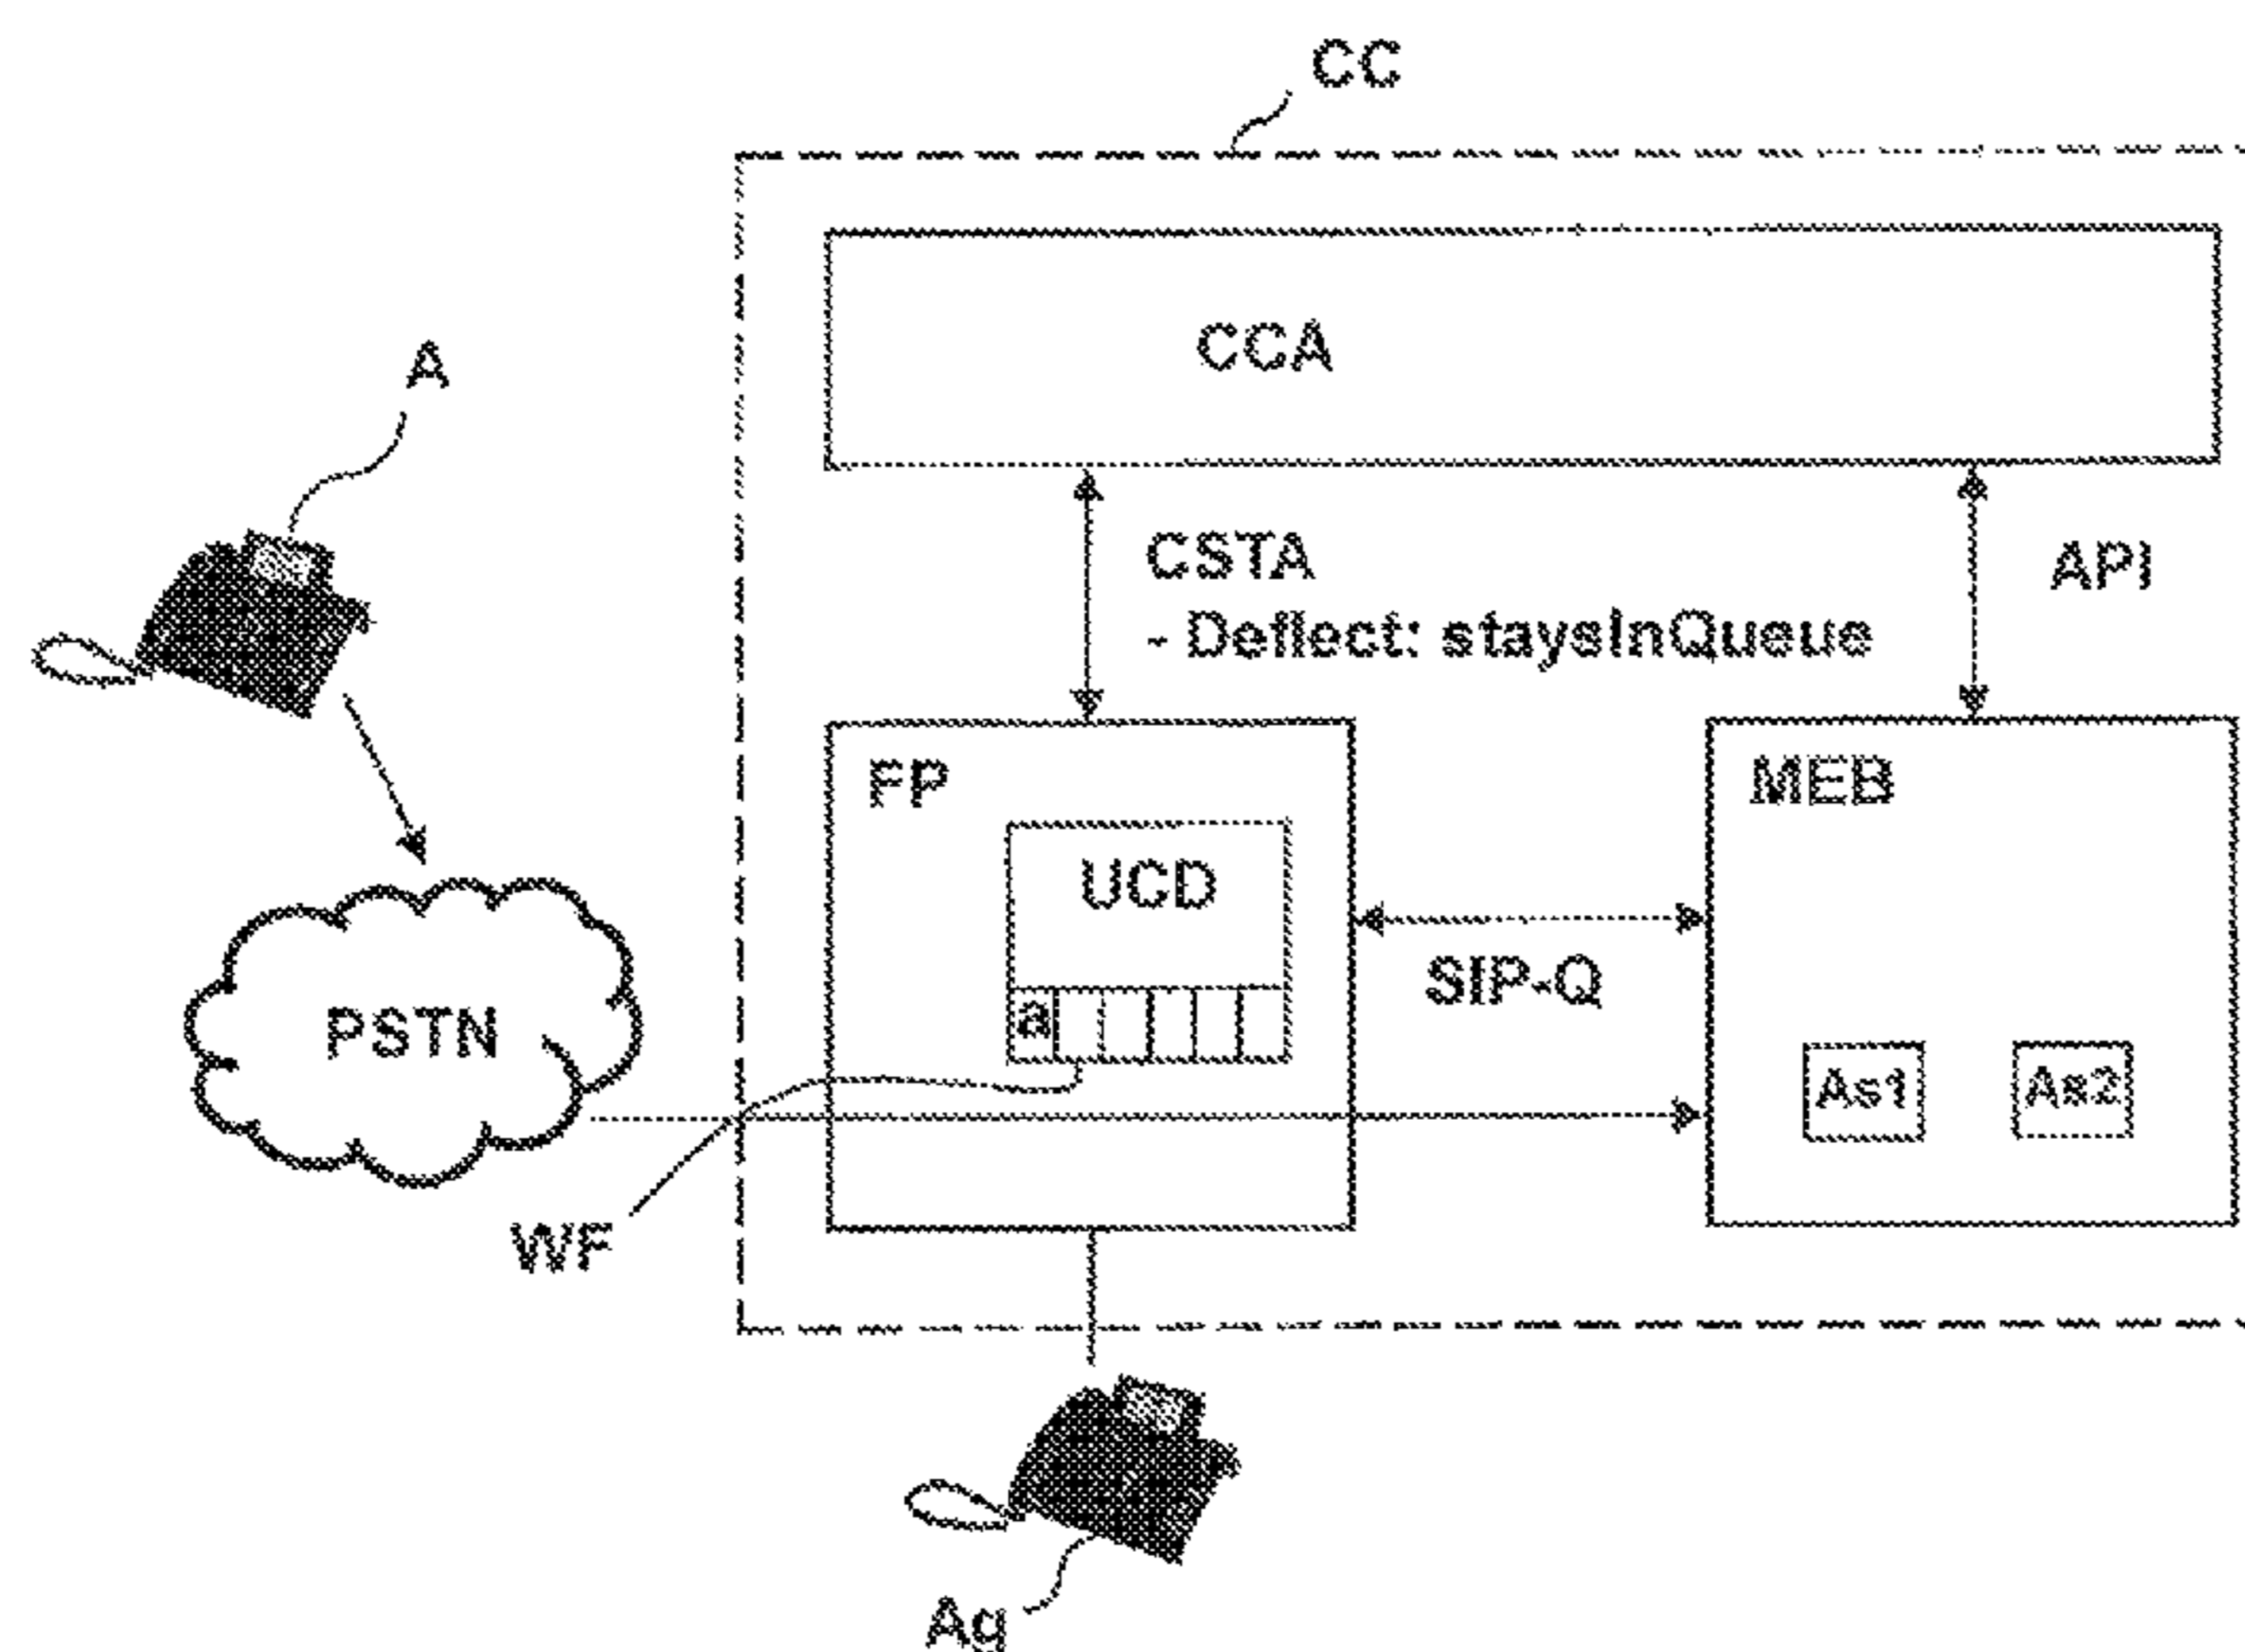 CC
CCA
A
CSTA
API
- Deflect: staysInQueue
FP
MEB
UCD
SIP-Q
a
PSTN
As1
As2
WF
Ag